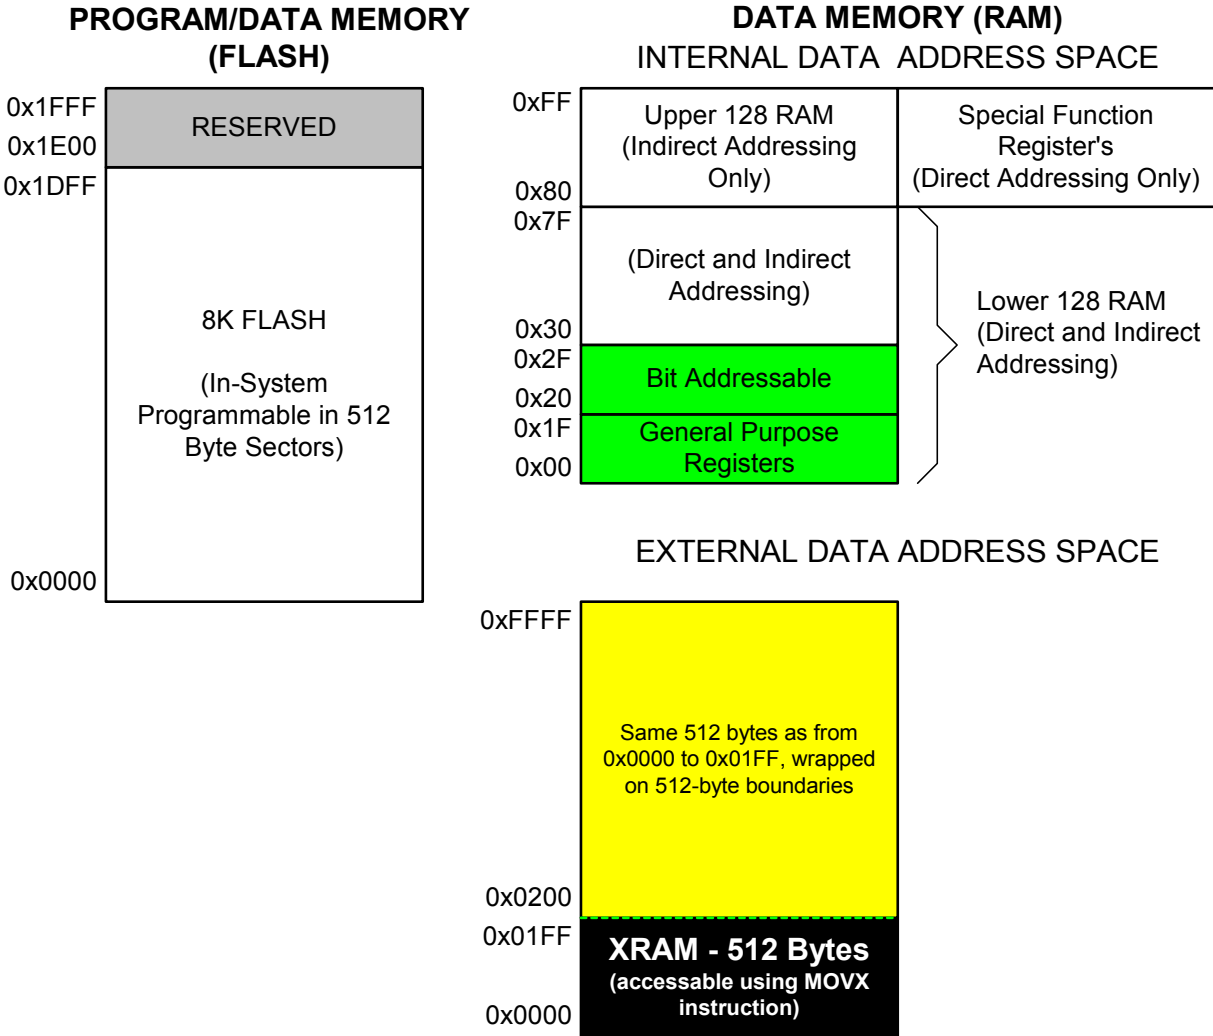 PROGRAM/DATA MEMORY
(FLASH)
0x1FFF
RESERVED
0x1E00
0x1DFF
8K FLASH
(In-System
Programmable in 512
Byte Sectors)
0x0000
DATA MEMORY (RAM)
INTERNAL DATA ADDRESS SPACE
0xFF
Upper 128 RAM
(Indirect Addressing
Only)
0x80
Special Function
Register's
(Direct Addressing Only)
0x7F
(Direct and Indirect
Addressing)
0x30
0x2F
Bit Addressable
0x20
0x1F
General Purpose
Registers
0x00
Lower 128 RAM
(Direct and Indirect
Addressing)
EXTERNAL DATA ADDRESS SPACE
0xFFFF
Same 512 bytes as from
0x0000 to 0x01FF, wrapped
on 512-byte boundaries
0x0200
0x01FF
XRAM - 512 Bytes
(accessable using MOVX
instruction)
0x0000